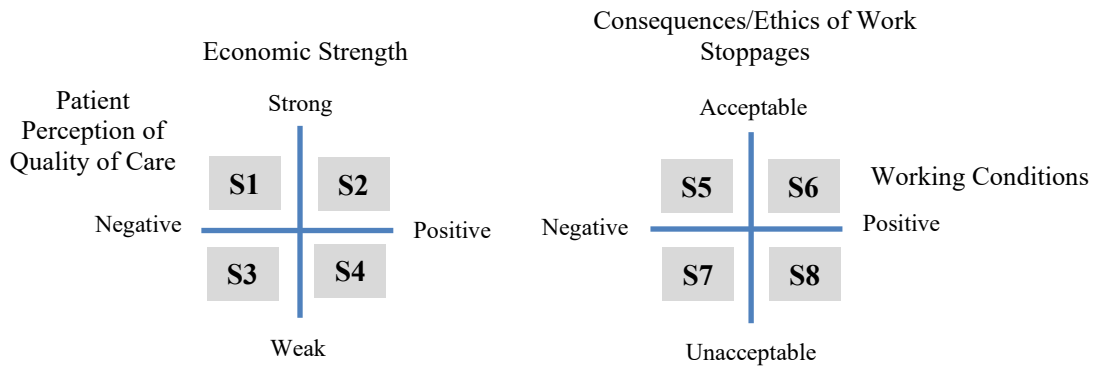 Economic Strength
Patient
Perception of
Quality of Care
Strong
S1
S2
Negative
Positive
S3
S4
Weak
Consequences/Ethics of Work
Stoppages
Acceptable
S5
S6
Working Conditions
Negative
Positive
S7
S8
Unacceptable